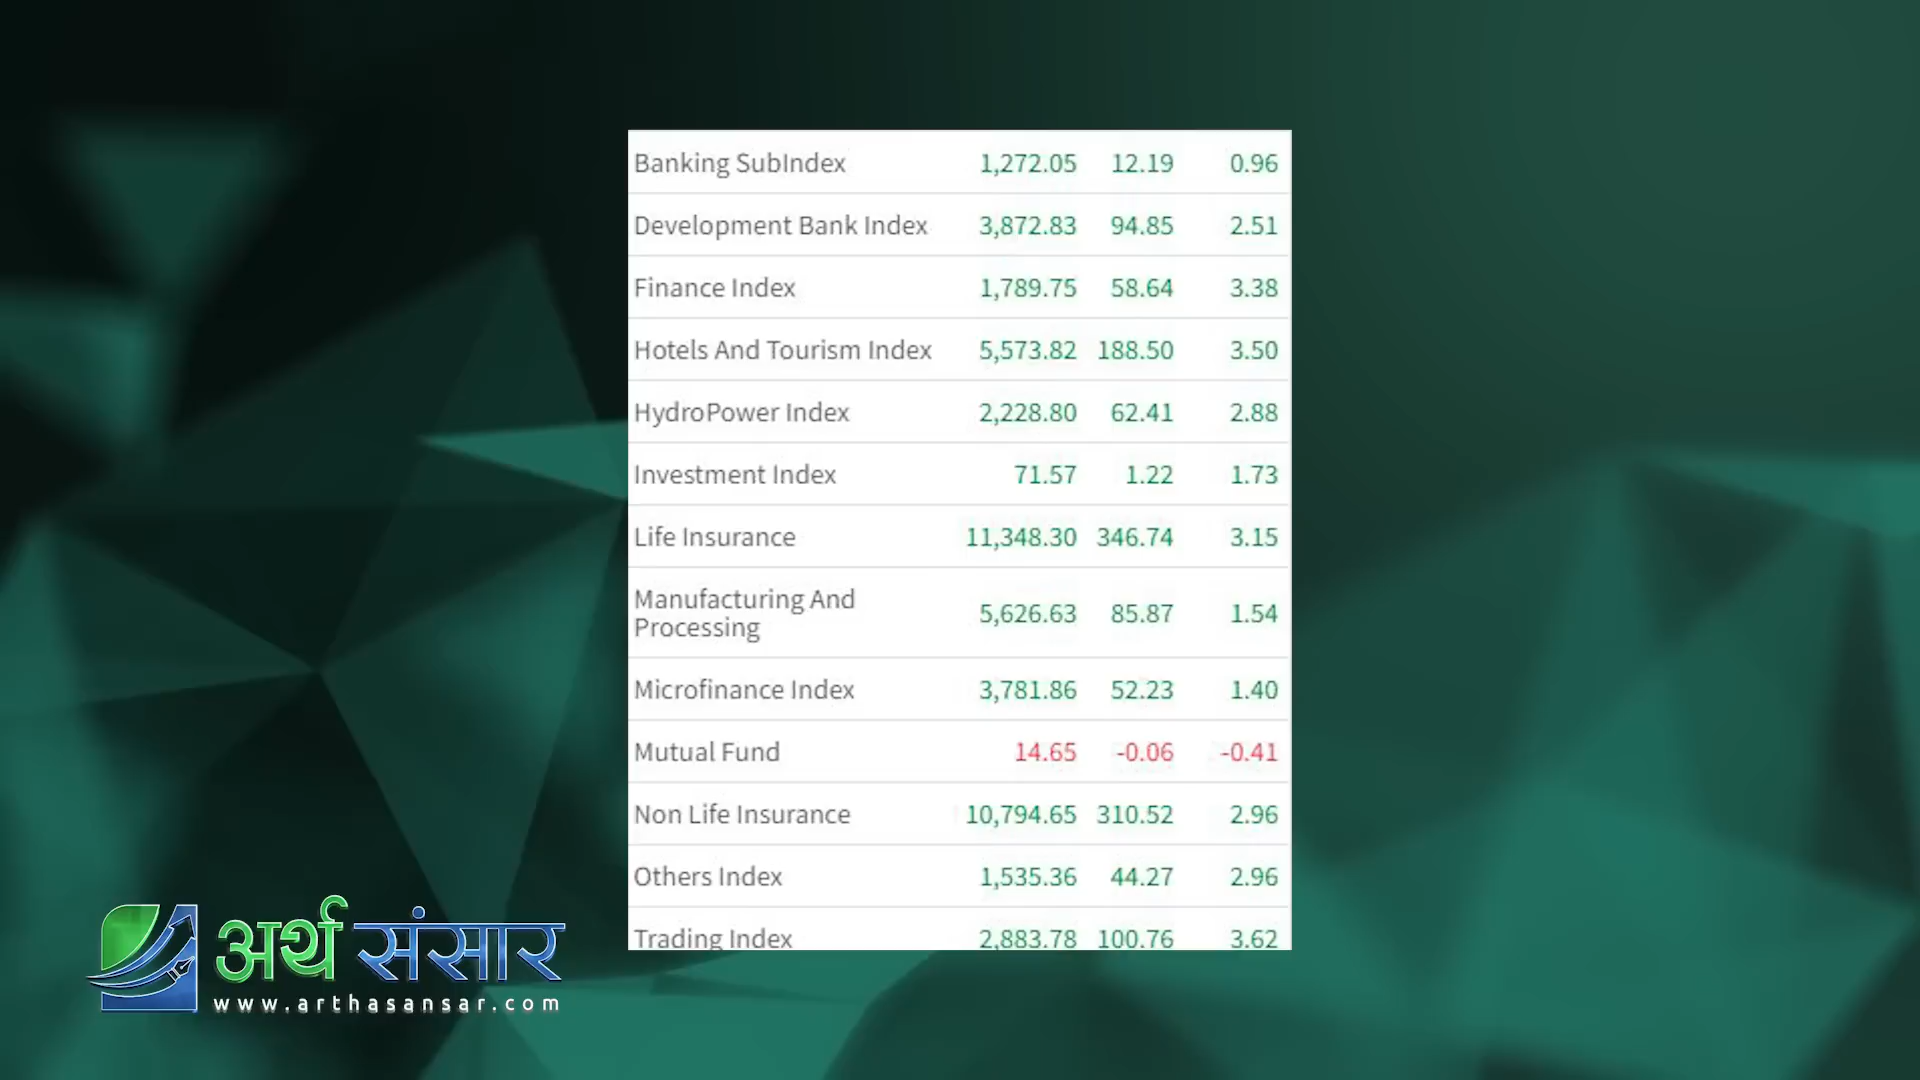 Banking SubIndex 1,272.05 12.19 0.96
Development Bank Index 3,872.83 94.85 2.51
Finance Index 1,789.75 58.64 3.38
Hotels And Tourism Index 5,573.82 188.50 3.50
HydroPower Index 2,228.80 62.41 2.88
Investment Index 71.57 1.22 1.73
Life Insurance 11,348.30 346.74 3.15
Manufacturing And
Processing 5,626.63 85.87 1.54
Microfinance Index 3,781.86 52.23 1.40
Mutual Fund 14.65 -0.06 -0.41
Non Life Insurance 10,794.65 310.52 2.96
Others Index 1,535.36 44.27 2.96
Trading Index 2,883.78 100.76 3.62
अर्थ संसार
www.arthasansar.com